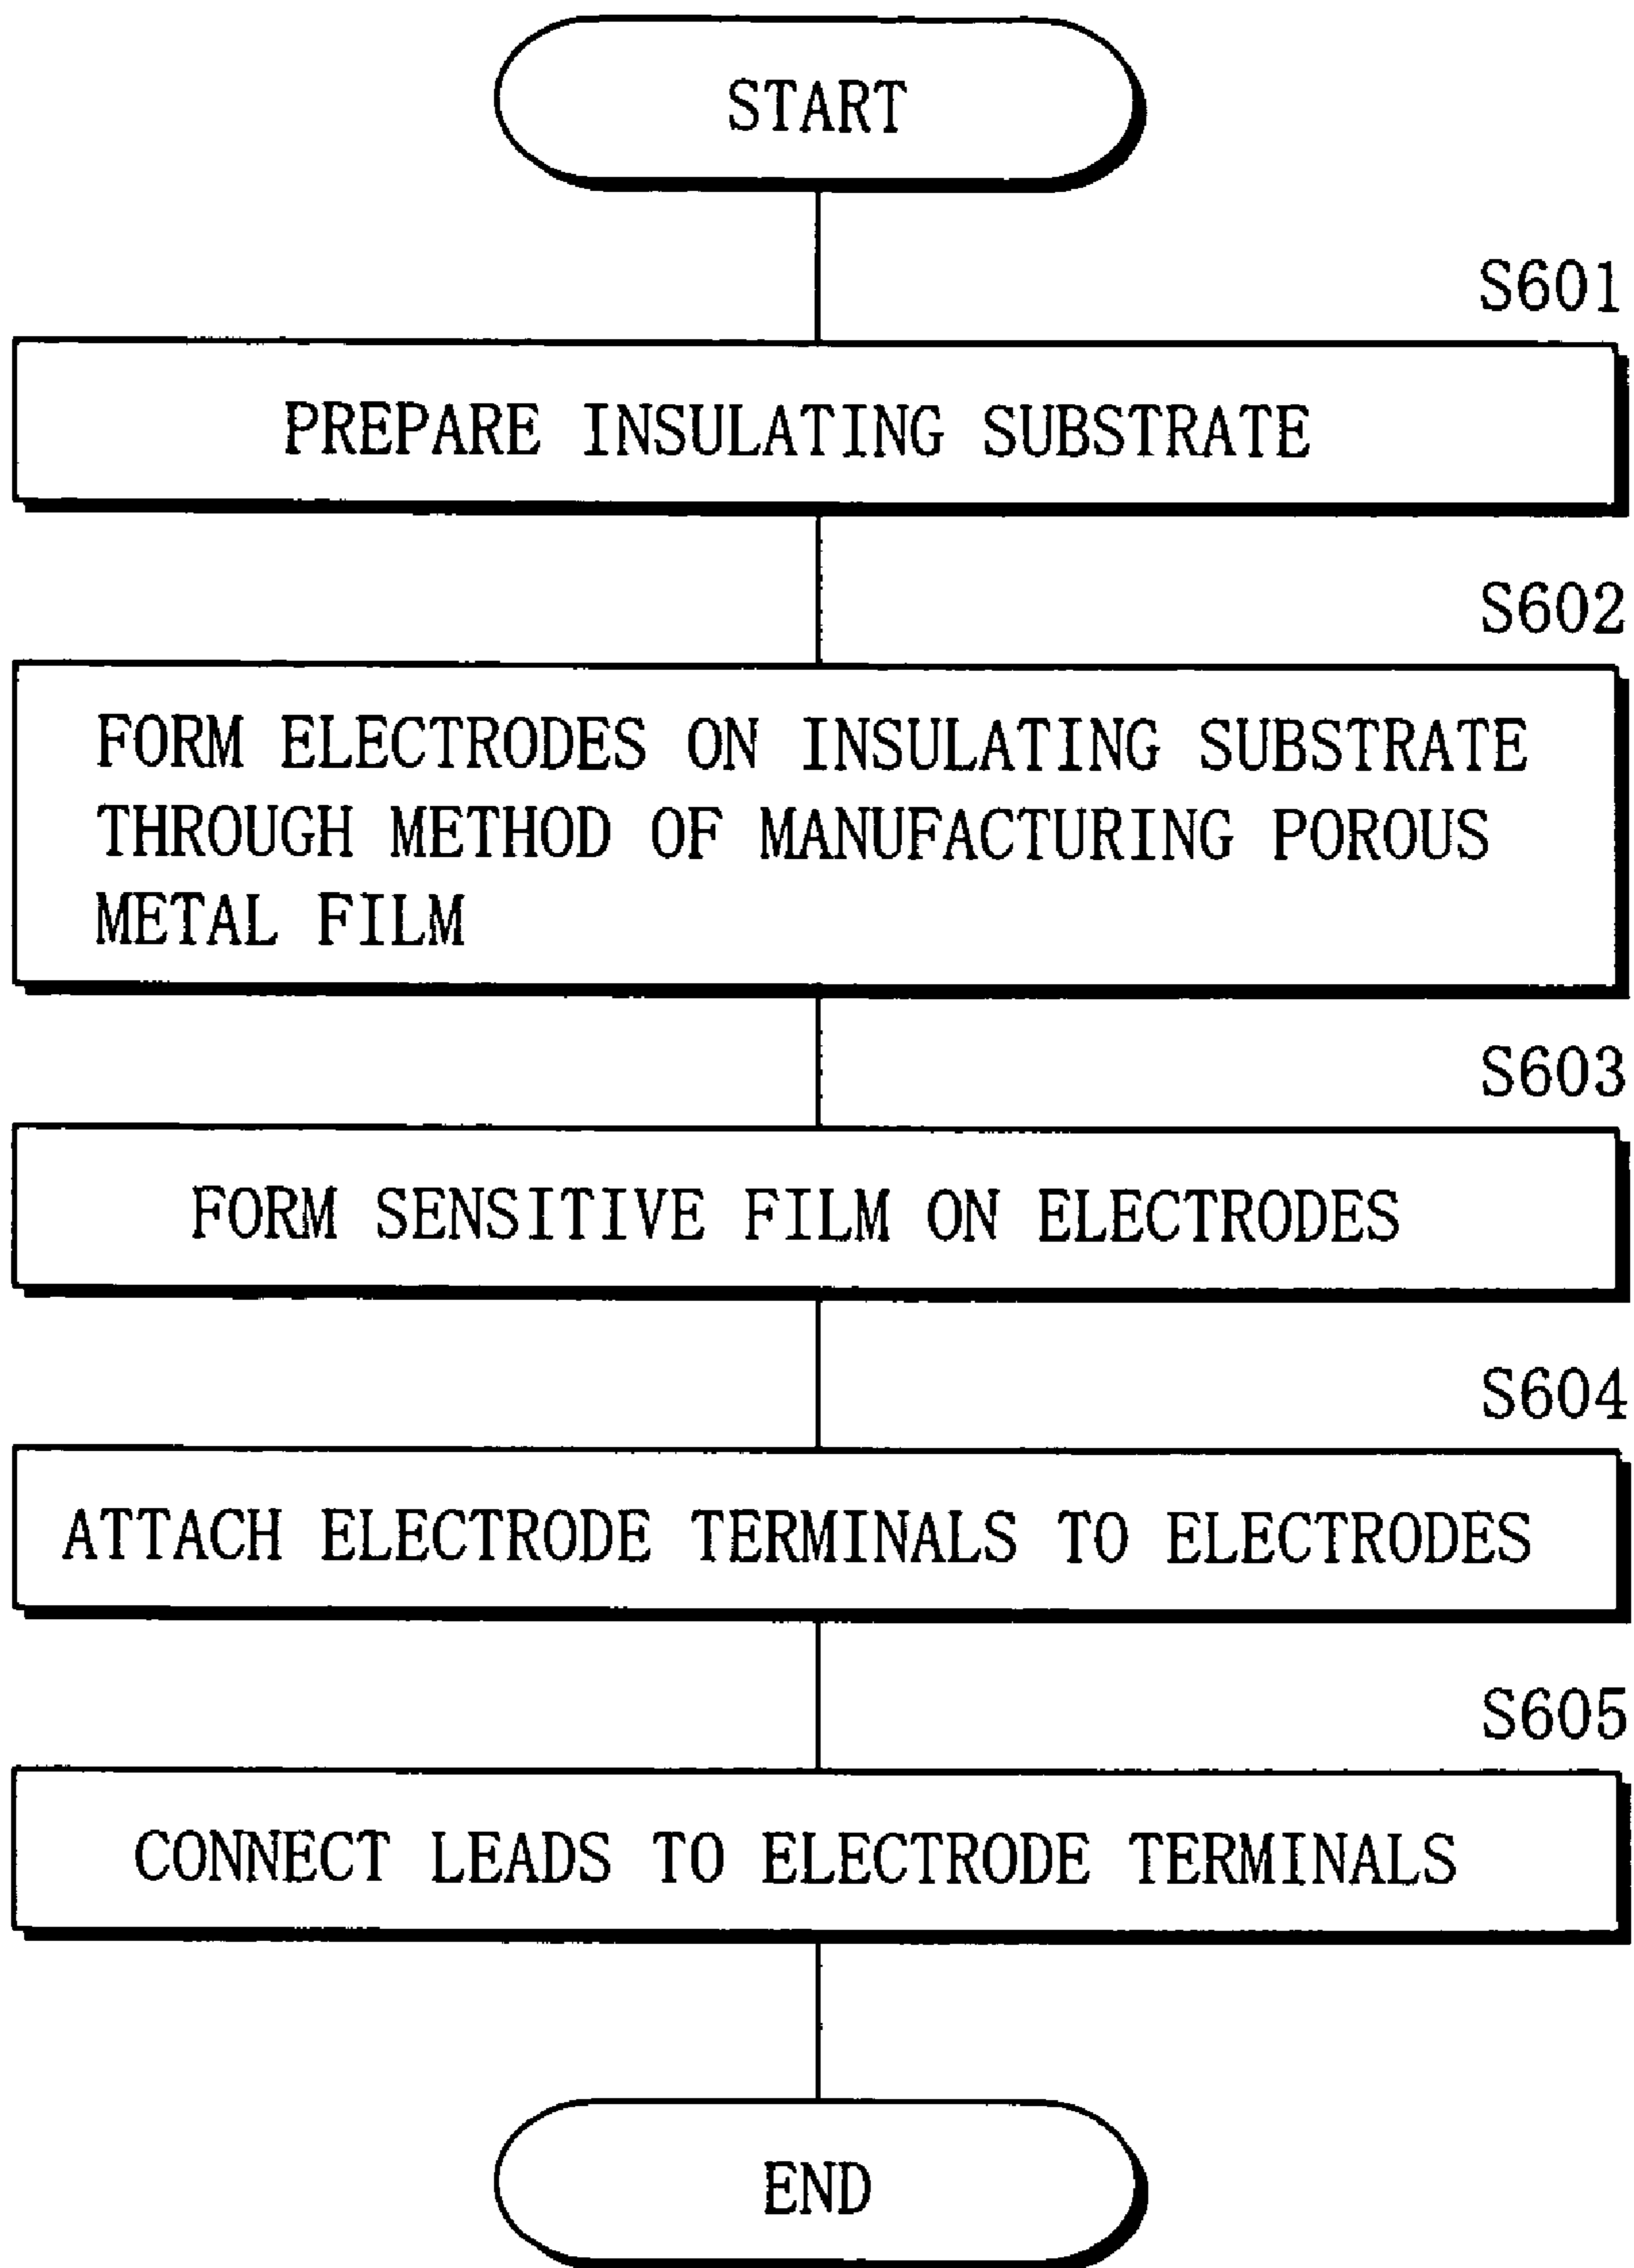 START
S601
PREPARE INSULATING SUBSTRATE
S602
FORM ELECTRODES ON INSULATING SUBSTRATE
THROUGH METHOD OF MANUFACTURING POROUS
METAL FILM
S603
FORM SENSITIVE FILM ON ELECTRODES
S604
ATTACH ELECTRODE TERMINALS TO ELECTRODES
S605
CONNECT LEADS TO ELECTRODE TERMINALS
END